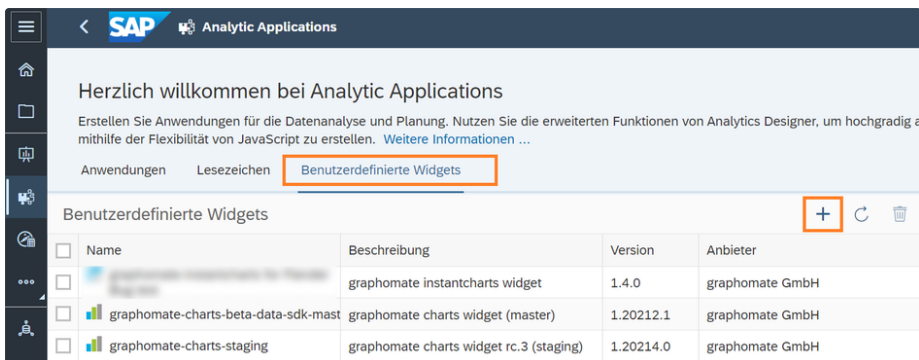 SAP Analytic Applications
Herzlich willkommen bei Analytic Applications
Erstellen Sie Anwendungen für die Datenanalyse und Planung. Nutzen Sie die erweiterten Funktionen von Analytics Designer, um hochgradig
mithilfe der Flexibilität von JavaScript zu erstellen. Weitere Informationen ...
Anwendungen Lesezeichen Benutzerdefinierte Widgets
Benutzerdefinierte Widgets
Name Beschreibung Version Anbieter
graphomate instantcharts widget 1.4.0 graphomate GmbH
graphomate-charts-beta-data-sdk-mast graphomate charts widget (master) 1.20212.1 graphomate GmbH
graphomate-charts-staging graphomate charts widget rc.3 (staging) 1.20214.0 graphomate GmbH